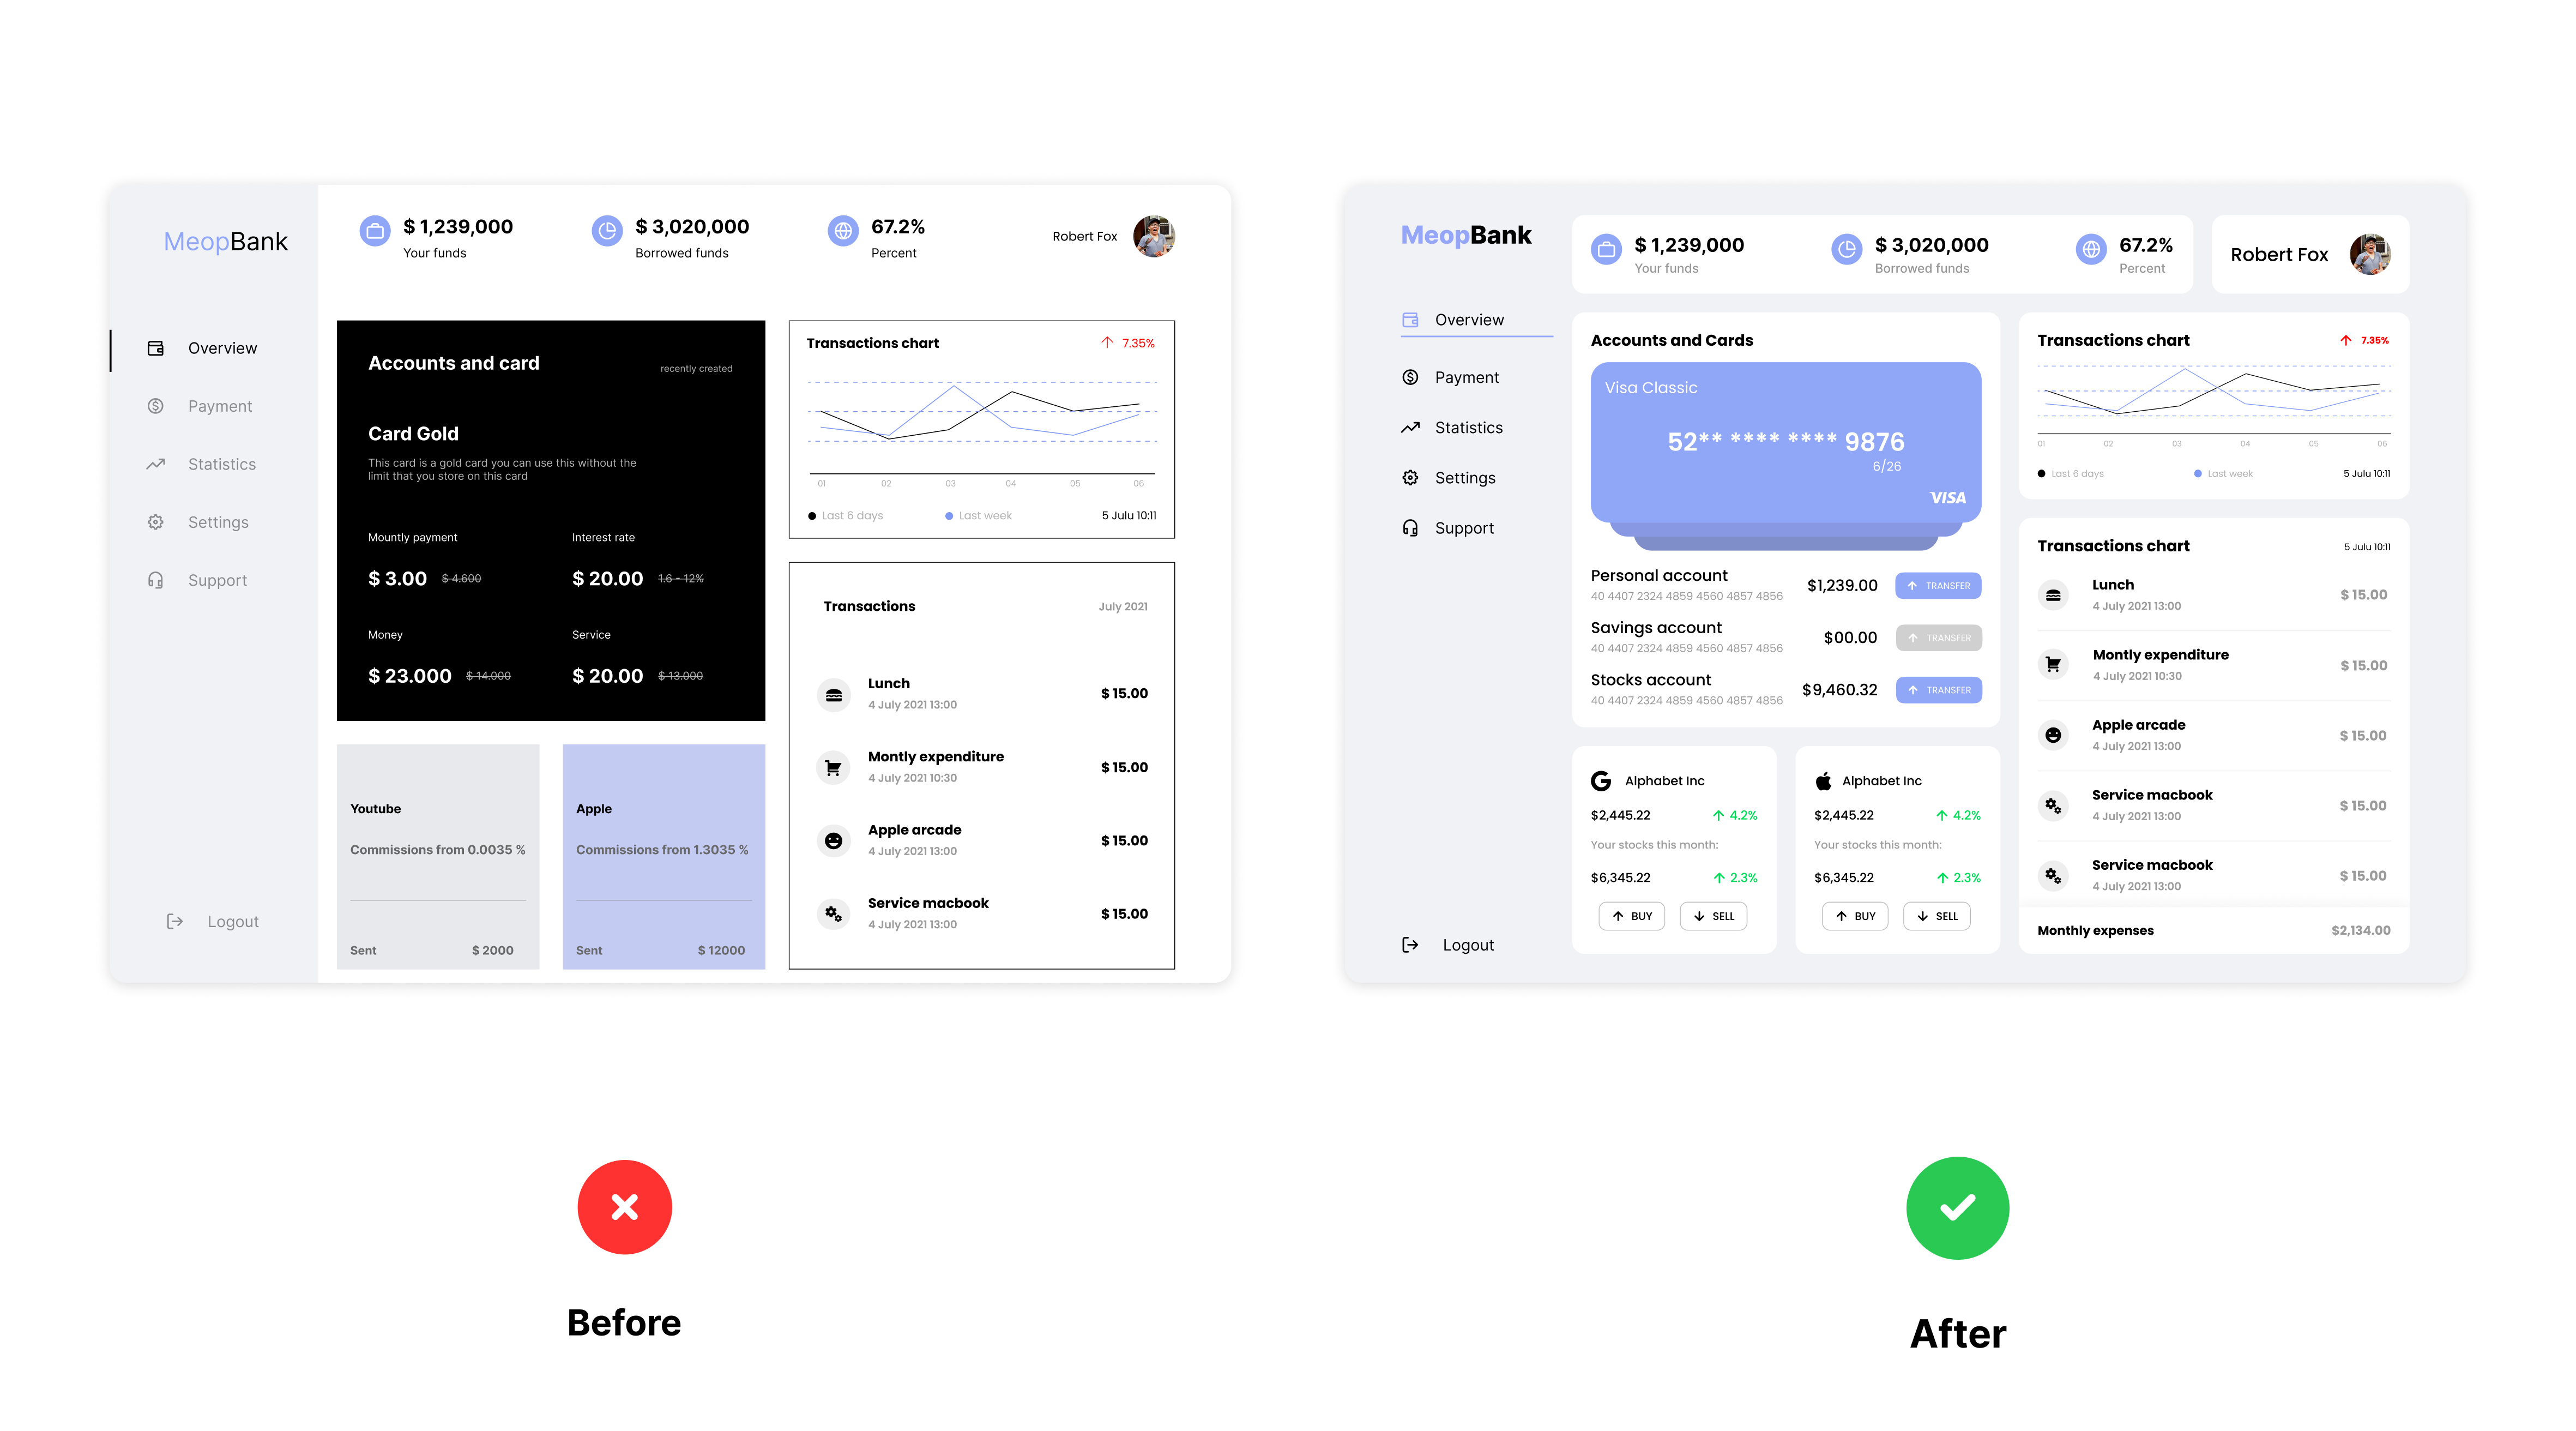 MeopBank
Overview
Payment
Statistics
Settings
Support
Logout
$ 1,239,000
Your funds
$ 3,020,000
Borrowed funds
67.2%
Percent
Robert Fox
Accounts and card
recently created
Card Gold
This card is a gold card you can use this without the
limit that you store on this card
Mountly payment
$ 3.00 $ 4.600
Interest rate
$ 20.00 1.6 - 12%
Money
$ 23.000 $ 14.000
Service
$ 20.00 $ 13.000
Youtube
Commissions from 0.0035 %
Sent $ 2000
Apple
Commissions from 1.3035 %
Sent $ 12000
Transactions chart 7.35%
01 02 03 04 05 06
Last 6 days Last week 5 Julu 10:11
Transactions July 2021
Lunch
4 July 2021 13:00
$ 15.00
Montly expenditure
4 July 2021 10:30
$ 15.00
Apple arcade
4 July 2021 13:00
$ 15.00
Service macbook
4 July 2021 13:00
$ 15.00
Before
MeopBank
Overview
Payment
Statistics
Settings
Support
Logout
$ 1,239,000
Your funds
$ 3,020,000
Borrowed funds
67.2%
Percent
Robert Fox
Accounts and Cards
Visa Classic
52** **** **** 9876
6/26
VISA
Personal account
40 4407 2324 4859 4560 4857 4856
$1,239.00 TRANSFER
Savings account
40 4407 2324 4859 4560 4857 4856
$00.00 TRANSFER
Stocks account
40 4407 2324 4859 4560 4857 4856
$9,460.32 TRANSFER
Alphabet Inc
$2,445.22 4.2%
Your stocks this month:
$6,345.22 2.3%
BUY SELL
Alphabet Inc
$2,445.22 4.2%
Your stocks this month:
$6,345.22 2.3%
BUY SELL
Transactions chart 7.35%
01 02 03 04 05 06
Last 6 days Last week 5 Julu 10:11
Transactions chart 5 Julu 10:11
Lunch
4 July 2021 13:00
$ 15.00
Montly expenditure
4 July 2021 10:30
$ 15.00
Apple arcade
4 July 2021 13:00
$ 15.00
Service macbook
4 July 2021 13:00
$ 15.00
Service macbook
4 July 2021 13:00
$ 15.00
Monthly expenses $2,134.00
After